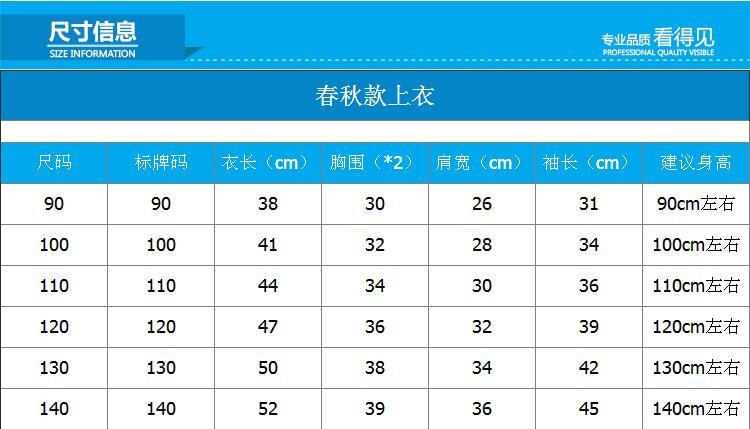 尺寸信息
SIZE INFORMATION
专业品质 看得见
PROFESSIONAL QUALITY VISIBLE
春秋款上衣
尺码 标牌码 衣长（cm） 胸围（*2） 肩宽（cm） 袖长（cm） 建议身高
90 90 38 30 26 31 90cm左右
100 100 41 32 28 34 100cm左右
110 110 44 34 30 36 110cm左右
120 120 47 36 32 39 120cm左右
130 130 50 38 34 42 130cm左右
140 140 52 39 36 45 140cm左右